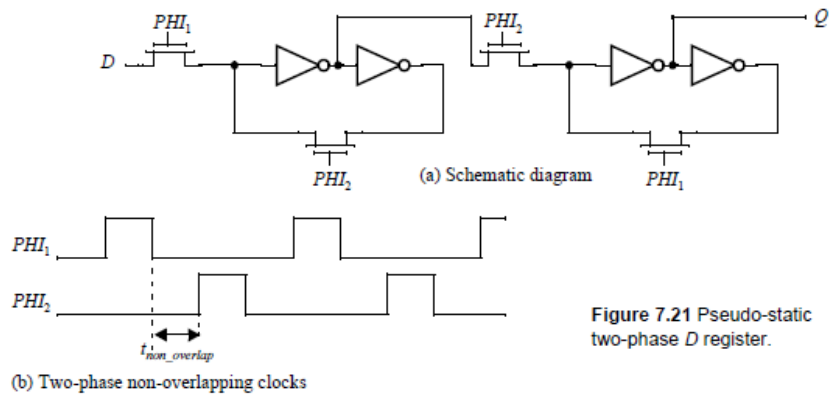 PHI₁
PHI₂
Q
D
PHI₂
PHI₁
(a) Schematic diagram
PHI₁
PHI₂
t_non_overlap
Figure 7.21 Pseudo-static
two-phase D register.
(b) Two-phase non-overlapping clocks